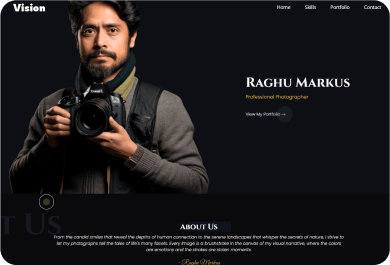 Vision
Home Skills Portfolio Contact
RAGHU MARKUS
Professional Photographer
View My Portfolio →
T US
ABOUT US
From the candid smiles that reveal the depths of human connection to the serene landscapes that whisper the secrets of nature, I strive to
let my photographs tell the tales of life's many facets. Every image is a brushstroke in the canvas of my visual narrative, where the colors
are emotions and the strokes are stolen moments.
- Raghu Markus